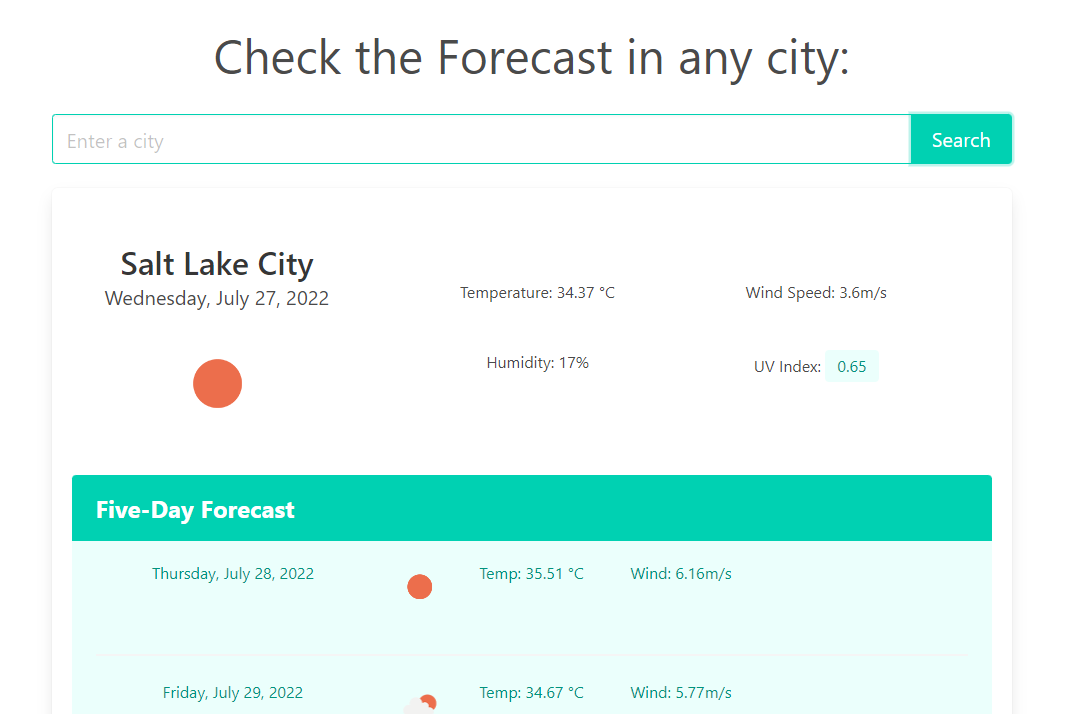 Check the Forecast in any city:
Enter a city
Search
Salt Lake City
Wednesday, July 27, 2022
Temperature: 34.37 °C
Wind Speed: 3.6m/s
Humidity: 17%
UV Index: 0.65
Five-Day Forecast
Thursday, July 28, 2022
Temp: 35.51 °C
Wind: 6.16m/s
Friday, July 29, 2022
Temp: 34.67 °C
Wind: 5.77m/s